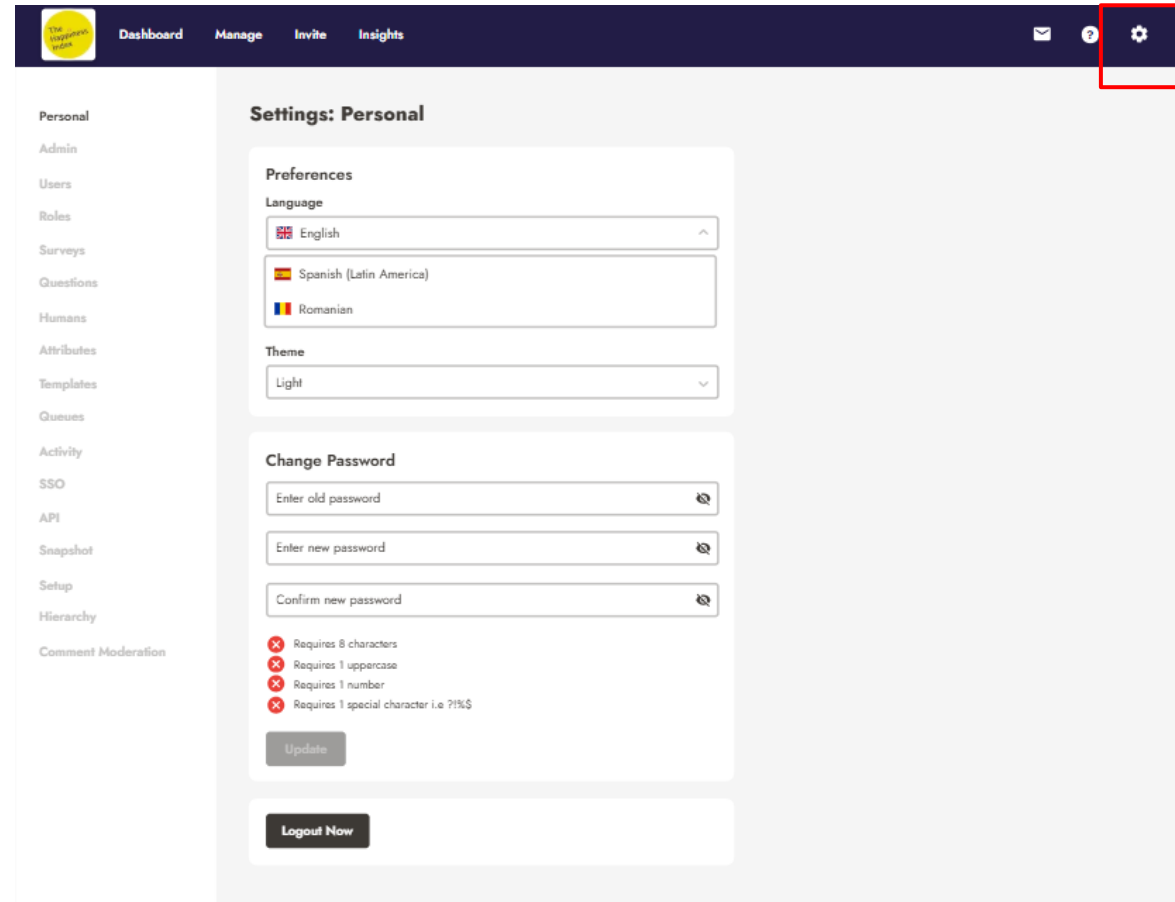 The
Happiness
Index
Dashboard
Manage
Invite
Insights
?
Personal
Admin
Users
Roles
Surveys
Questions
Humans
Attributes
Templates
Queues
Activity
SSO
API
Snapshot
Setup
Hierarchy
Comment Moderation
Settings: Personal
Preferences
Language
English
Spanish (Latin America)
Romanian
Theme
Light
Change Password
Enter old password
Enter new password
Confirm new password
Requires 8 characters
Requires 1 uppercase
Requires 1 number
Requires 1 special character i.e ?!%$
Update
Logout Now